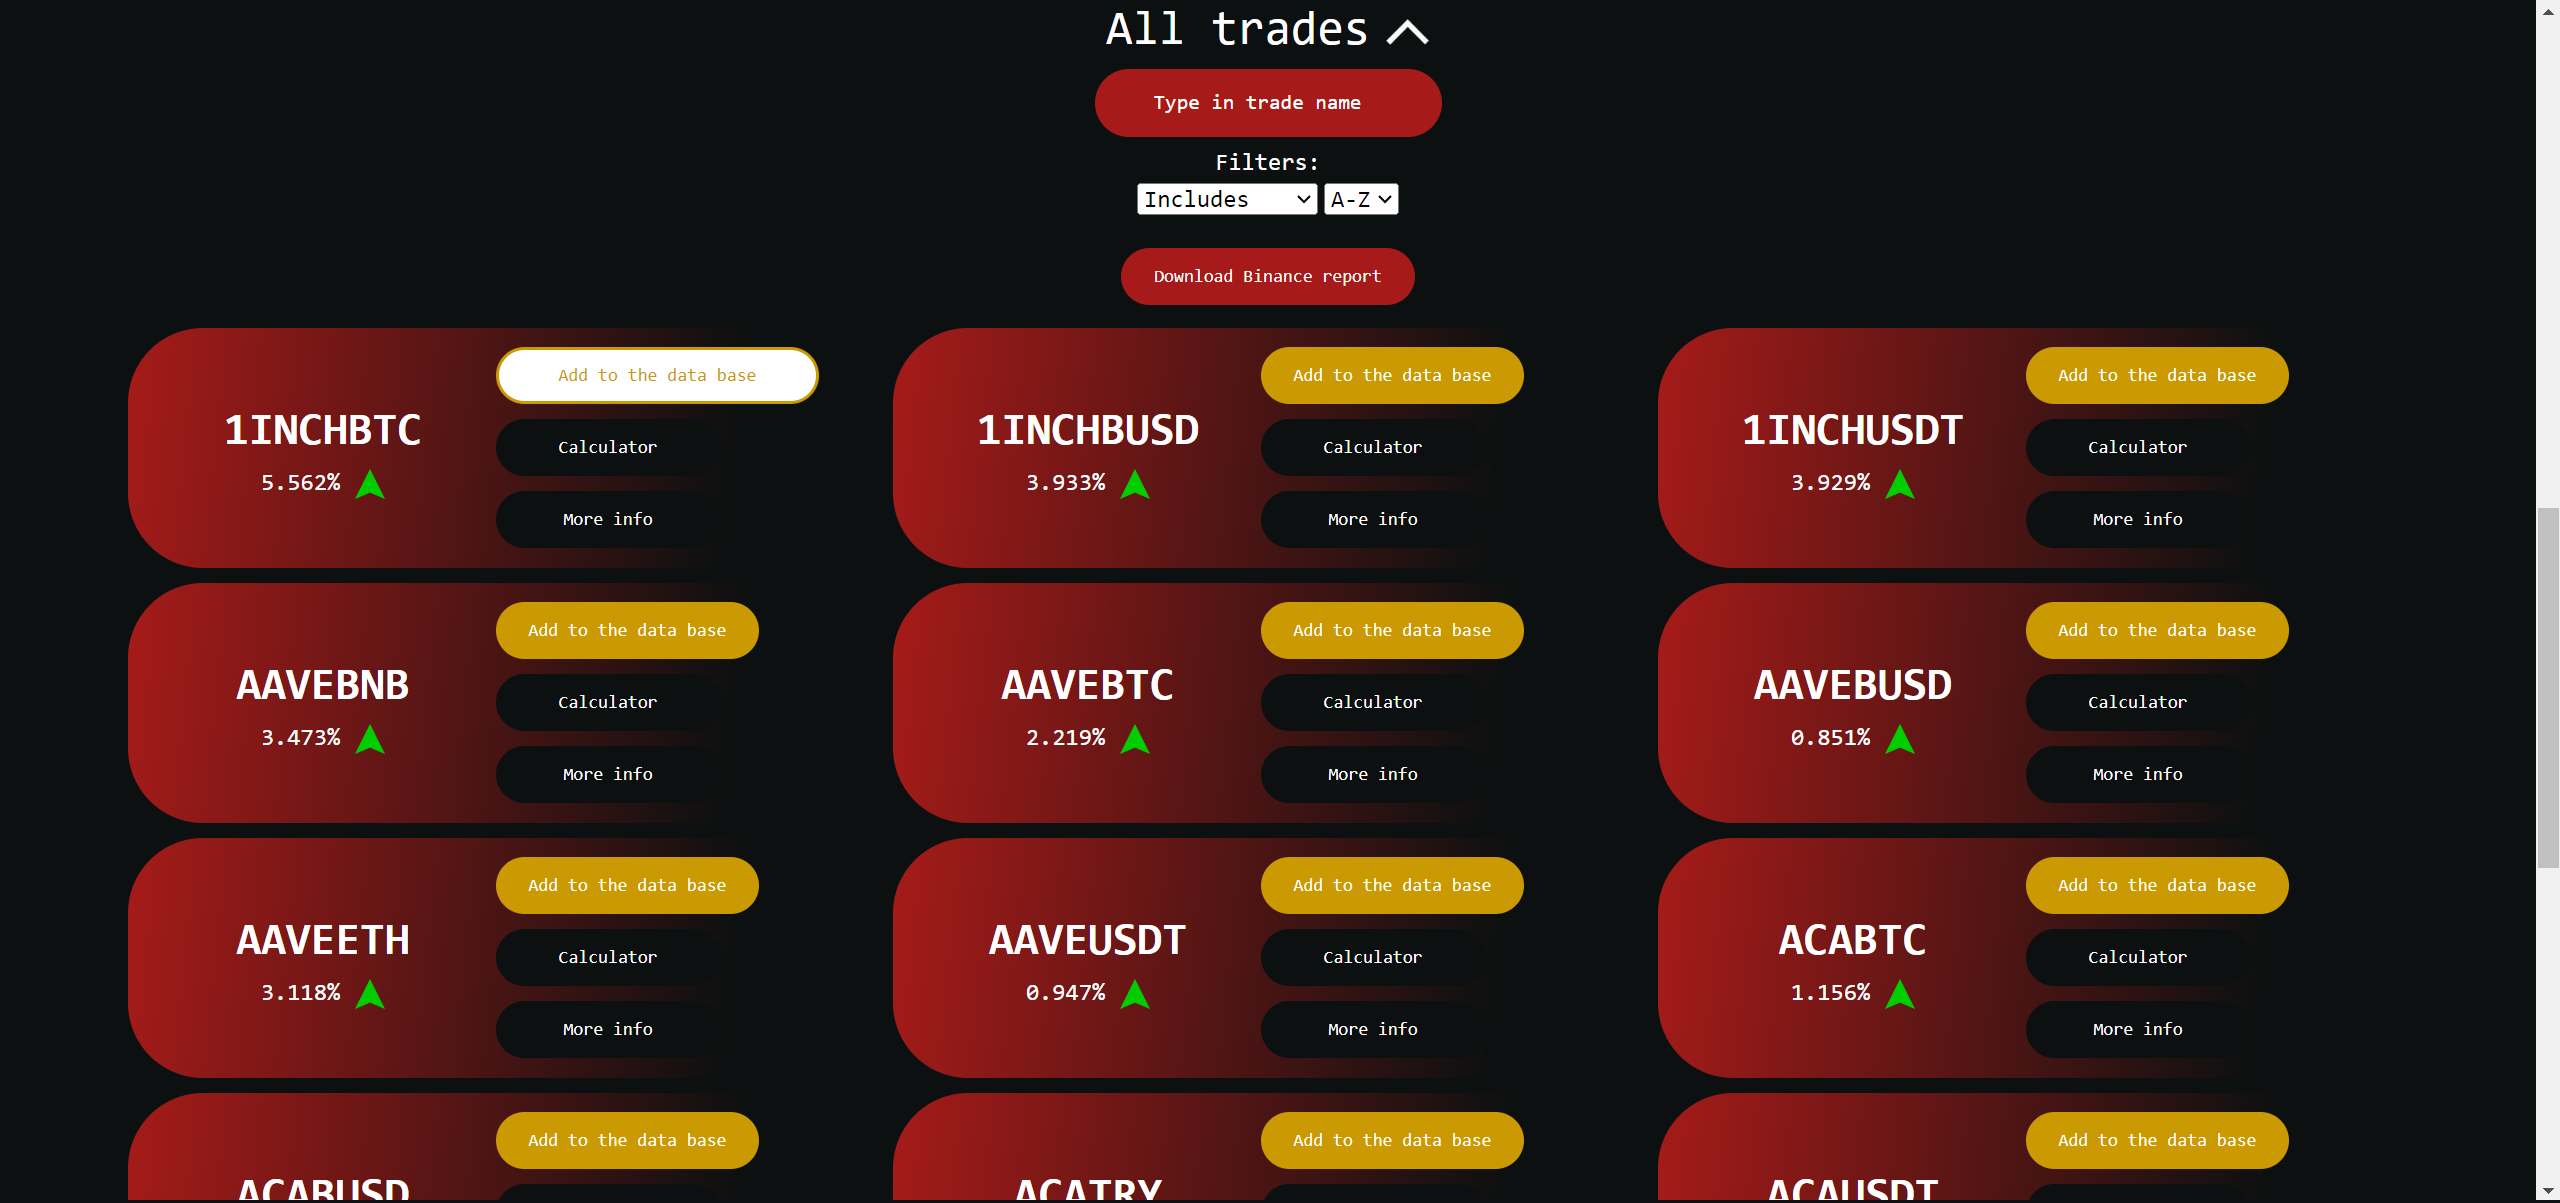 All trades
Type in trade name
Filters:
Includes A-Z
Download Binance report
1INCHBTC
5.562%
Add to the data base
Calculator
More info
1INCHBUSD
3.933%
Add to the data base
Calculator
More info
1INCHUSDT
3.929%
Add to the data base
Calculator
More info
AAVEBNB
3.473%
Add to the data base
Calculator
More info
AAVEBTC
2.219%
Add to the data base
Calculator
More info
AAVEBUSD
0.851%
Add to the data base
Calculator
More info
AAVEETH
3.118%
Add to the data base
Calculator
More info
AAVEUSDT
0.947%
Add to the data base
Calculator
More info
ACABTC
1.156%
Add to the data base
Calculator
More info
ACABUSD
Add to the data base
ACATRY
Add to the data base
ACAUSDT
Add to the data base